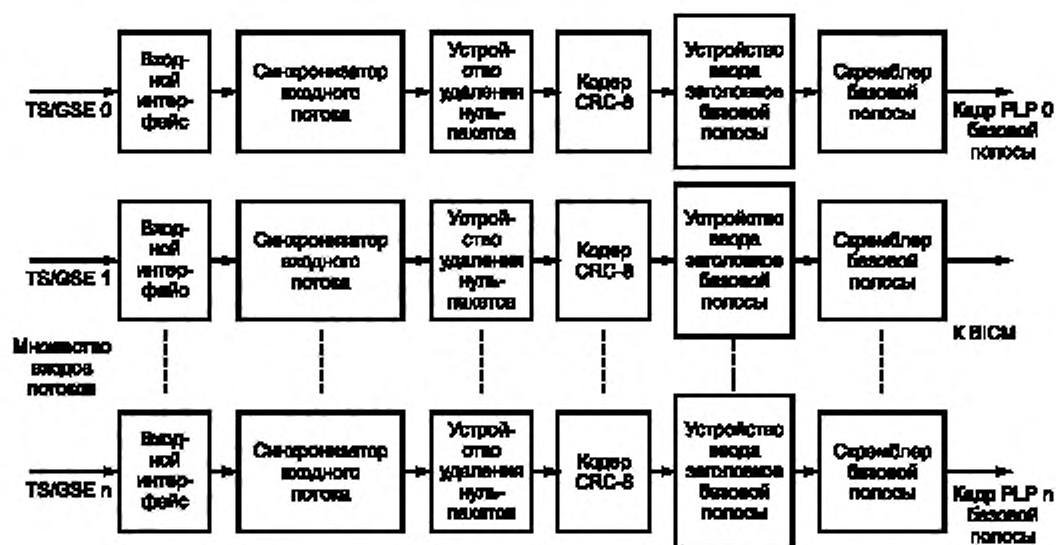 TS/GSE 0
Вход-
ной
интер-
фейс
Синхронизатор
входного
потока
Устрой-
ство
удаления
нуль-
пакетов
Кодер
CRC-8
Устройство
ввода
заголовков
базовой
полосы
Скремблер
базовой
полосы
Кадр PLP 0
базовой
полосы
TS/GSE 1
Вход-
ной
интер-
фейс
Синхронизатор
входного
потока
Устрой-
ство
удаления
нуль-
пакетов
Кодер
CRC-8
Устройство
ввода
заголовков
базовой
полосы
Скремблер
базовой
полосы
К BICM
Множество
входов
потоков
TS/GSE n
Вход-
ной
интер-
фейс
Синхронизатор
входного
потока
Устрой-
ство
удаления
нуль-
пакетов
Кодер
CRC-8
Устройство
ввода
заголовков
базовой
полосы
Скремблер
базовой
полосы
Кадр PLP n
базовой
полосы